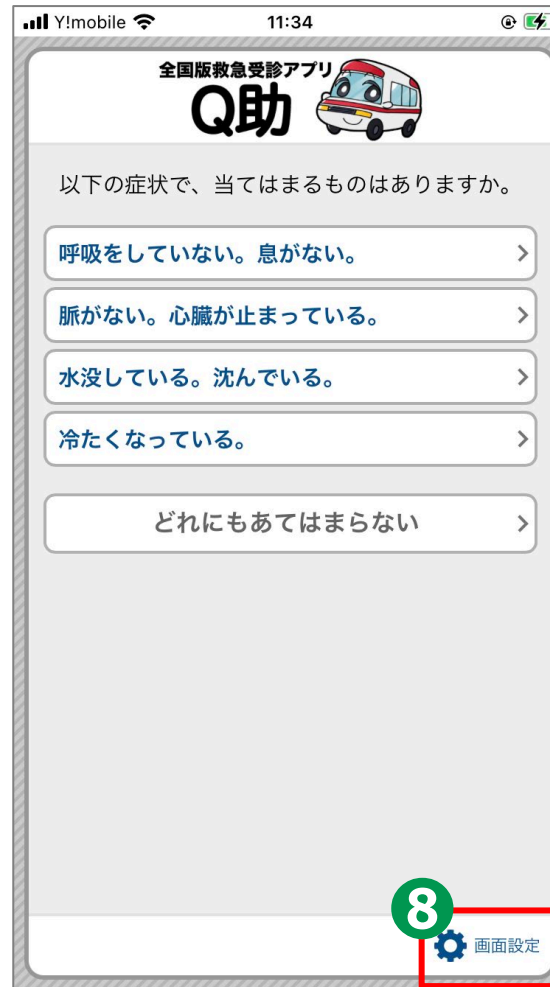 Y!mobile 11:34
全国版救急受診アプリ
Q助
以下の症状で、当てはまるものはありますか。
呼吸をしていない。息がない。
脈がない。心臓が止まっている。
水没している。沈んでいる。
冷たくなっている。
どれにもあてはまらない
8
画面設定